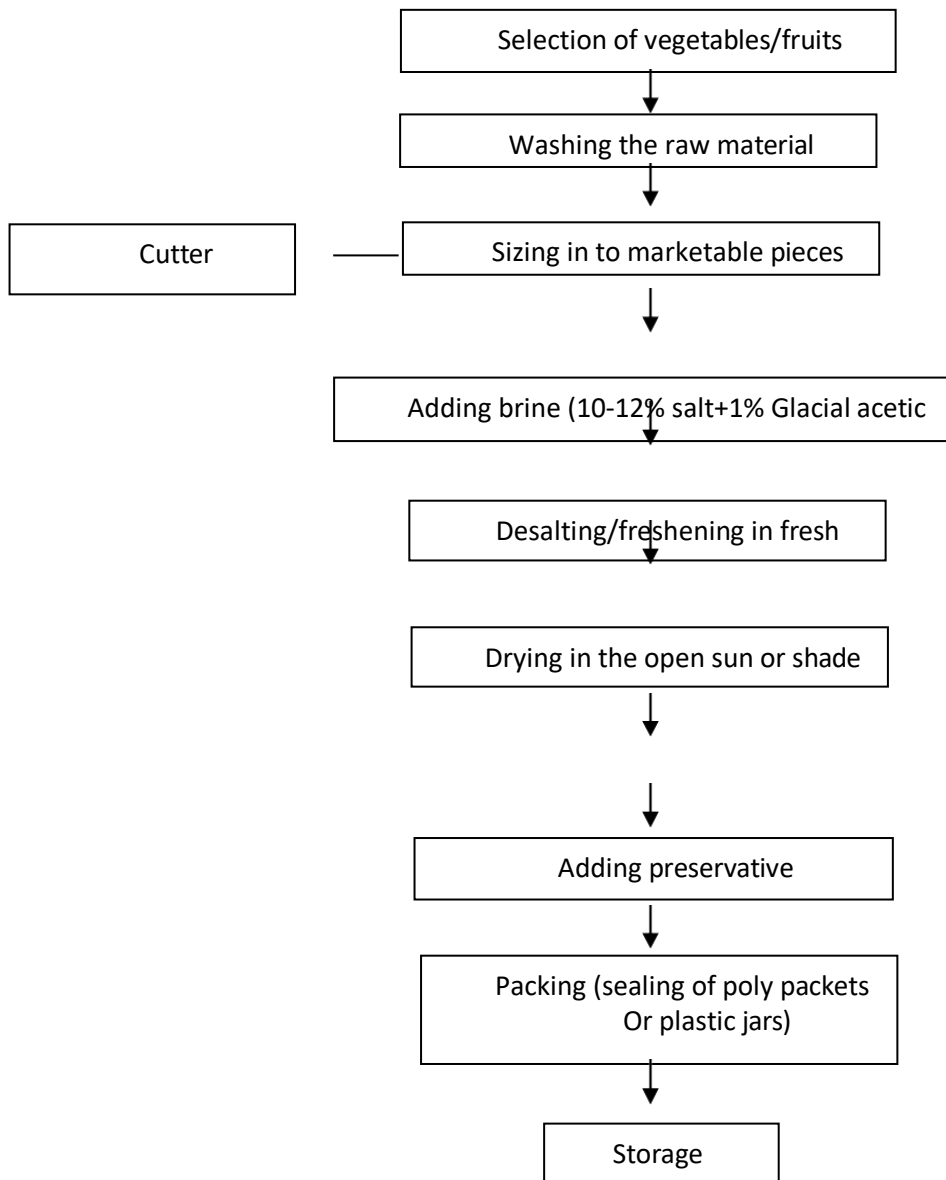 Selection of vegetables/fruits
Washing the raw material
Cutter
Sizing in to marketable pieces
Adding brine (10-12% salt+1% Glacial acetic
Desalting/freshening in fresh
Drying in the open sun or shade
Adding preservative
Packing (sealing of poly packets
Or plastic jars)
Storage